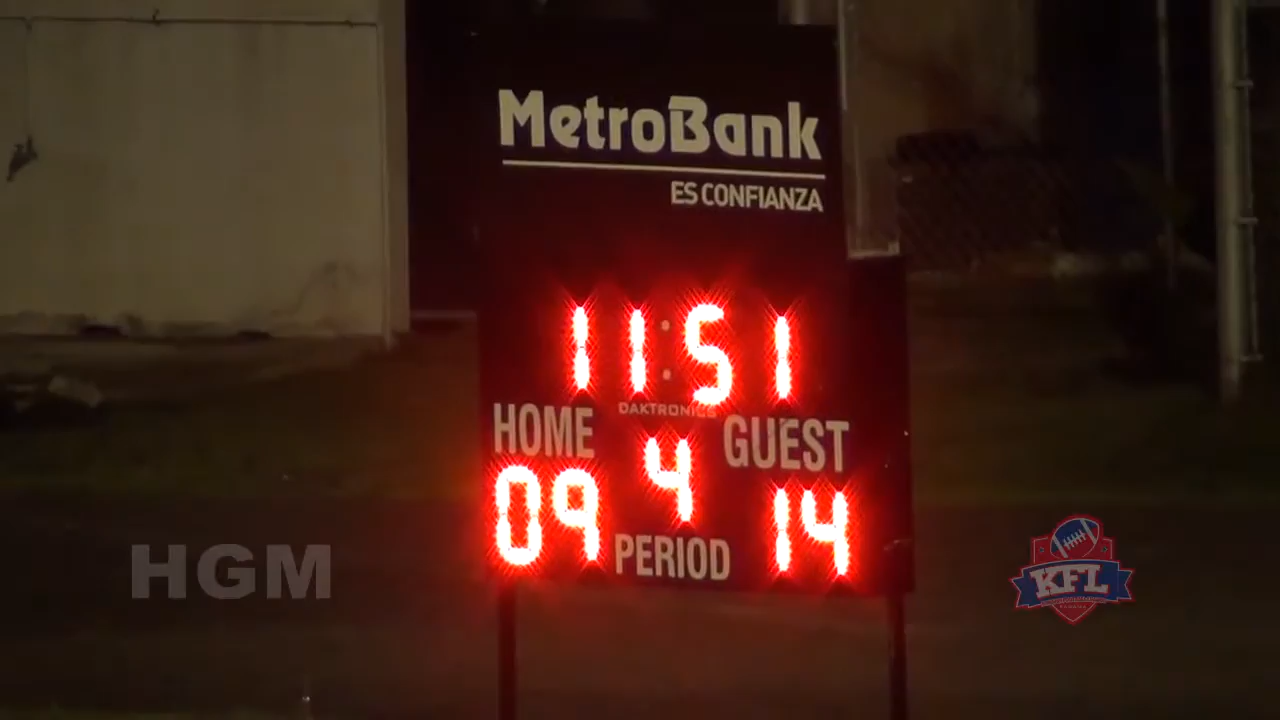 MetroBank
ES CONFIANZA
11:51
DAKTRONICS
HOME
GUEST
4
09
14
PERIOD
HGM
KFL